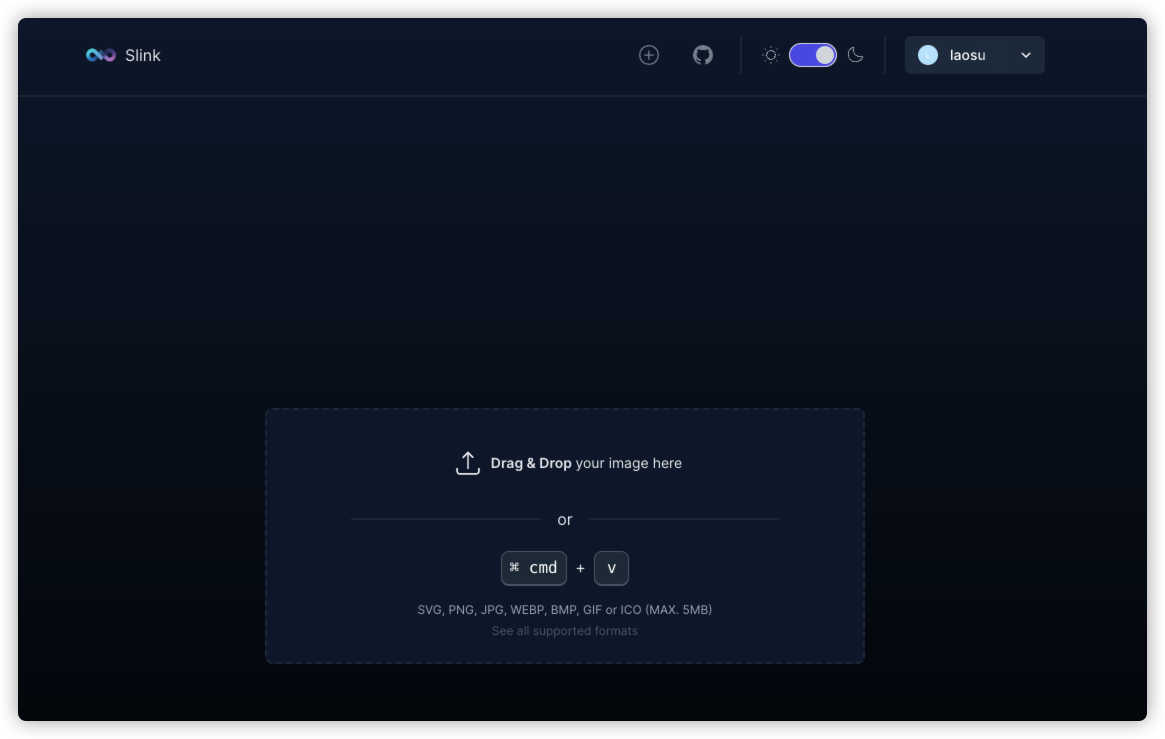 Slink
laosu
Drag & Drop your image here
or
⌘ cmd + v
SVG, PNG, JPG, WEBP, BMP, GIF or ICO (MAX. 5MB)
See all supported formats